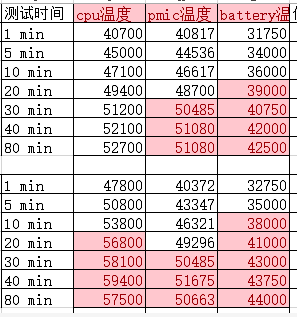 测试时间 cpu温度 pmic温度 battery温
1 min 40700 40817 31750
5 min 45000 44536 34000
10 min 47100 46617 36000
20 min 49400 48700 39000
30 min 51200 50485 40750
40 min 52100 51080 42000
80 min 52700 51080 42500
1 min 47800 40372 32750
5 min 50800 43347 35000
10 min 53800 46321 38000
20 min 56800 49296 41000
30 min 58100 50485 43000
40 min 59400 51675 43750
80 min 57500 50663 44000